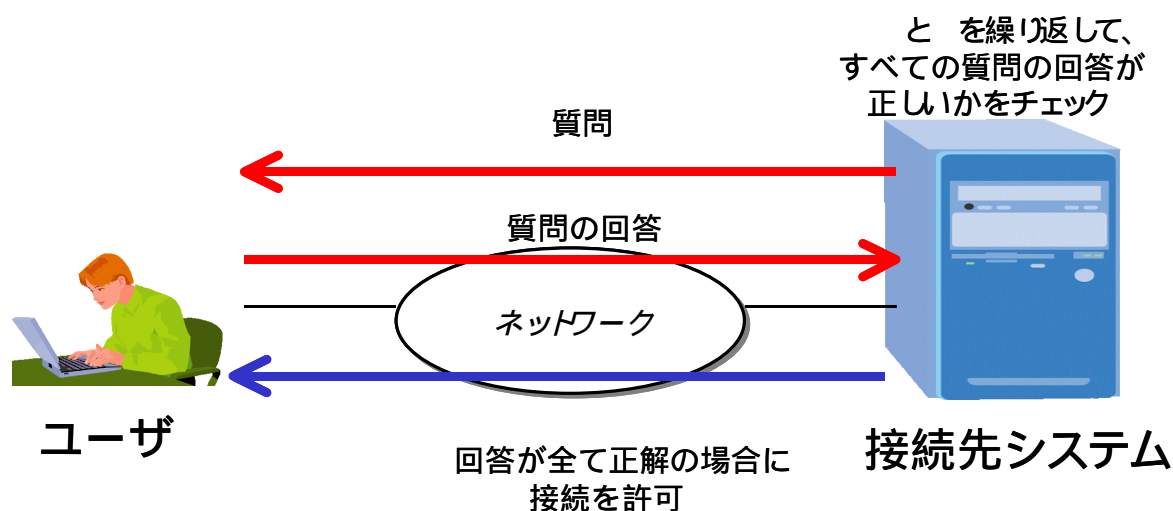 と を繰り返して、
すべての質問の回答が
正しいかをチェック
質問
質問の回答
ネットワーク
ユーザ
接続先システム
回答が全て正解の場合に
接続を許可